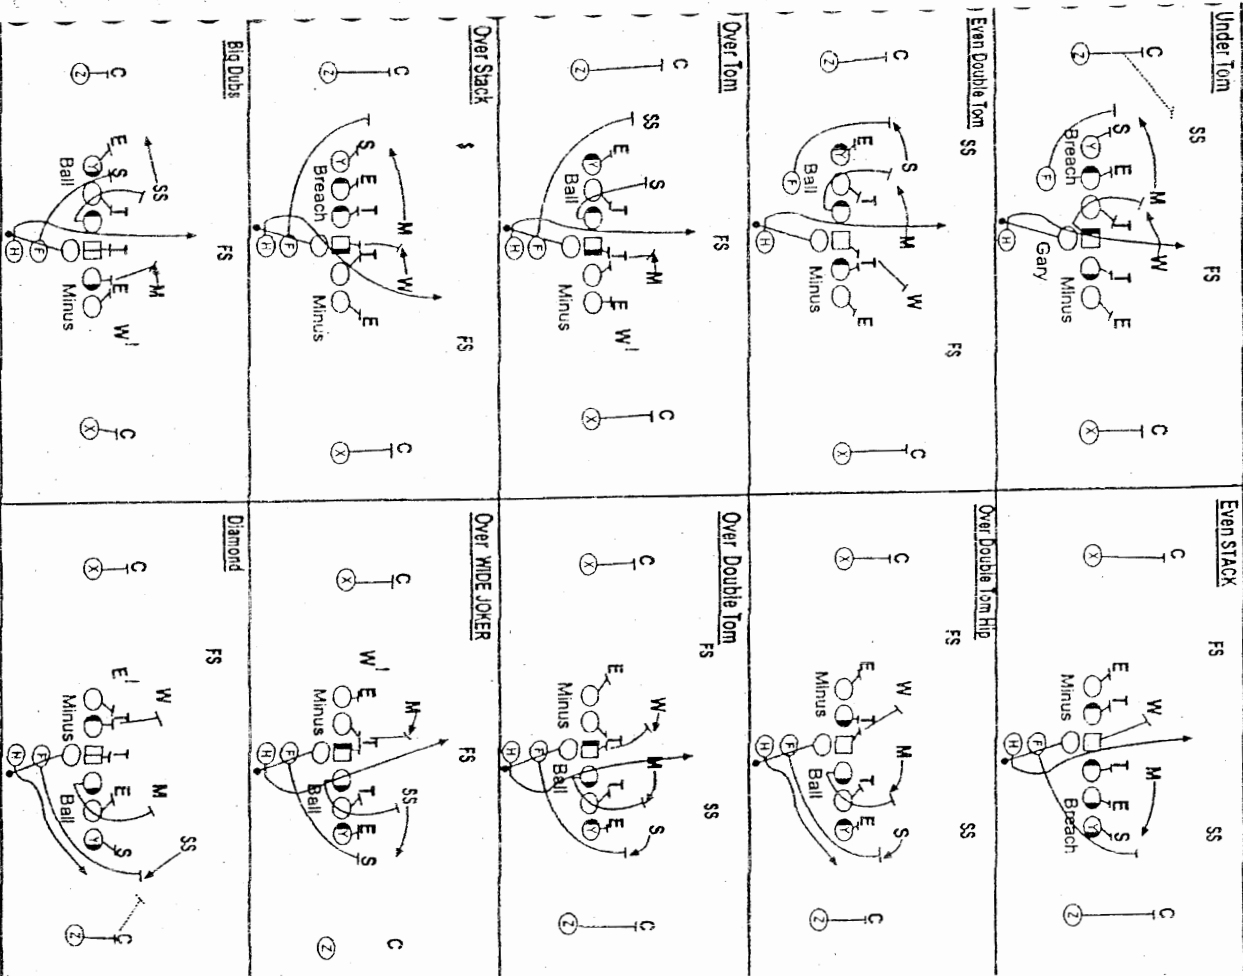 Under Tom
SS FS
C M W C
S E T E
Z Y X
Breach Minus
F Gary
H
Even STACK
FS SS
C W M C
E T T E S
X Y Z
Minus Breach
F
H
Even Double Tom
SS FS
C S M W C
E T T E
Z Y X
Ball Minus
F
H
Over Double Tom Hip
FS SS
C W M S C
E T T E
X Y Z
Minus Ball
F
H
Over Tom
FS
C SS S M W! C
E T T E
Z Y X
Ball Minus
F
H
Over Double Tom
FS SS
C W M S C
E T T E
X Y Z
Minus Ball
F
H
Over Stack
$ FS
C M W C
S E T T E
Z Y X
Breach Minus
F
H
Over WIDE JOKER
FS
C M SS C
W! E T T E S
X Y Z
Minus Ball
F
H
Big Dubs
FS
C SS M C
E S T T E W!
Z Y X
Ball Minus
F
H
Diamond
FS SS
C W M C
E! T T E S
X Y Z
Minus Ball
F
H